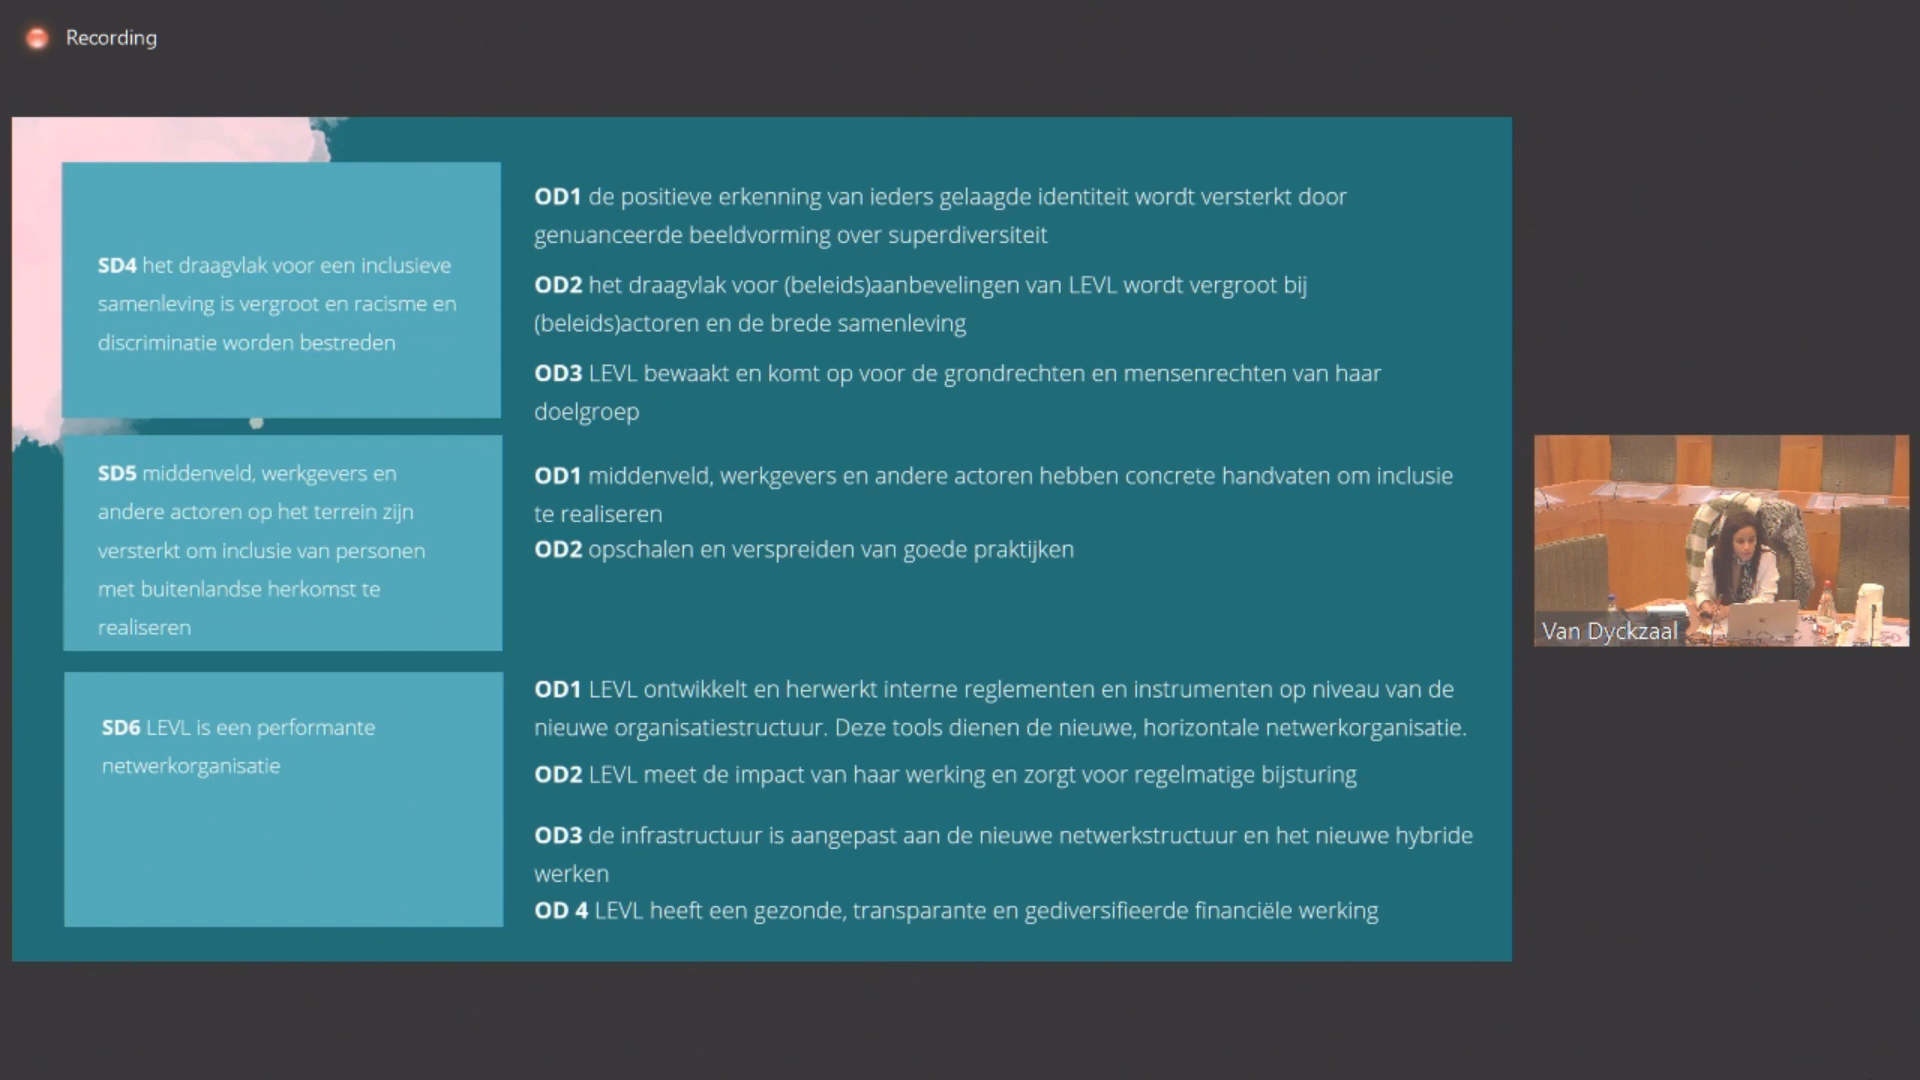 Recording
SD4 het draagvlak voor een inclusieve
samenleving is vergroot en racisme en
discriminatie worden bestreden
OD1 de positieve erkenning van ieders gelaagde identiteit wordt versterkt door
genuanceerde beeldvorming over superdiversiteit
OD2 het draagvlak voor (beleids)aanbevelingen van LEVL wordt vergroot bij
(beleids)actoren en de brede samenleving
OD3 LEVL bewaakt en komt op voor de grondrechten en mensenrechten van haar
doelgroep
SD5 middenveld, werkgevers en
andere actoren op het terrein zijn
versterkt om inclusie van personen
met buitenlandse herkomst te
realiseren
OD1 middenveld, werkgevers en andere actoren hebben concrete handvaten om inclusie
te realiseren
OD2 opschalen en verspreiden van goede praktijken
SD6 LEVL is een performante
netwerkorganisatie
OD1 LEVL ontwikkelt en herwerkt interne reglementen en instrumenten op niveau van de
nieuwe organisatiestructuur. Deze tools dienen de nieuwe, horizontale netwerkorganisatie.
OD2 LEVL meet de impact van haar werking en zorgt voor regelmatige bijsturing
OD3 de infrastructuur is aangepast aan de nieuwe netwerkstructuur en het nieuwe hybride
werken
OD 4 LEVL heeft een gezonde, transparante en gediversifieerde financiële werking
Van Dyckzaal